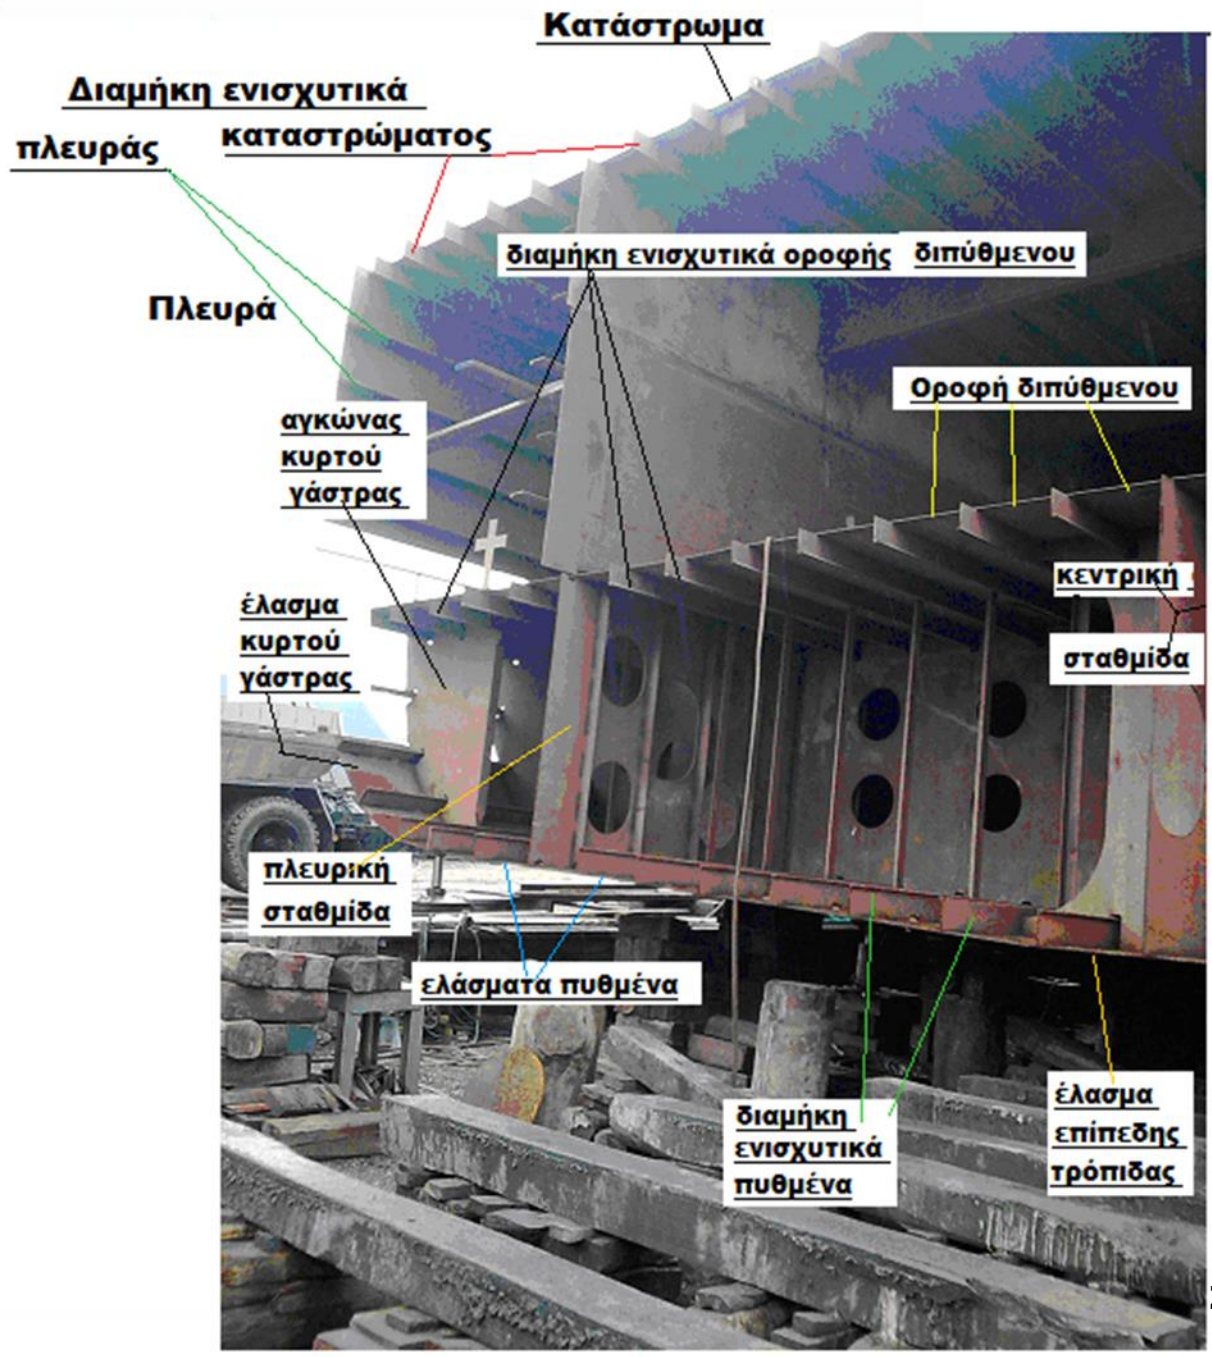 Κατάστρωμα
Διαμήκη ενισχυτικά
πλευράς καταστρώματος
διαμήκη ενισχυτικά οροφής διπύθμενου
Πλευρά
Οροφή διπύθμενου
αγκώνας
κυρτού
γάστρας
κεντρική
σταθμίδα
έλασμα
κυρτού
γάστρας
πλευρική
σταθμίδα
ελάσματα πυθμένα
διαμήκη
ενισχυτικά
πυθμένα
έλασμα
επίπεδης
τρόπιδας